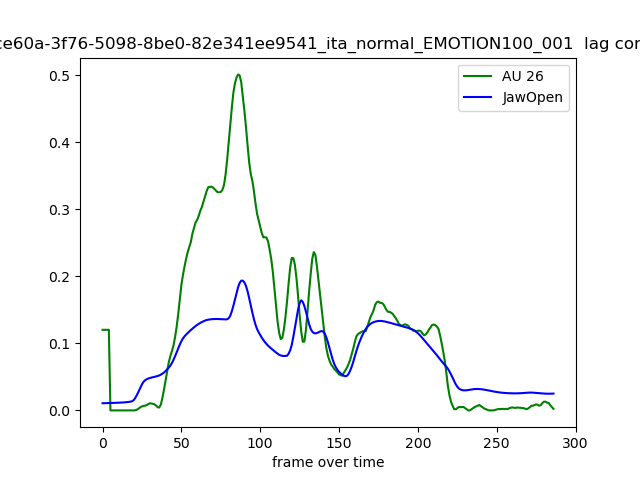 ce60a-3f76-5098-8be0-82e341ee9541_ita_normal_EMOTION100_001 lag cor
AU 26
JawOpen
0.5
0.4
0.3
0.2
0.1
0.0
0 50 100 150 200 250 300
frame over time